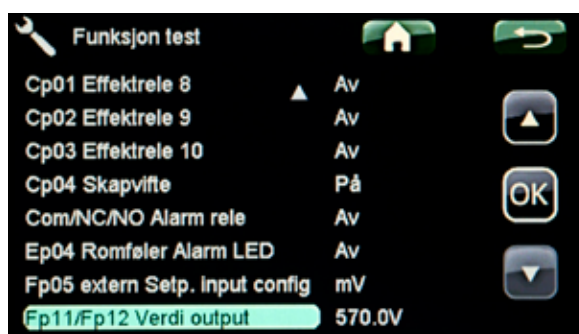 Funksjon test
Cp01 Effektrele 8 Av
Cp02 Effektrele 9 Av
Cp03 Effektrele 10 Av
Cp04 Skapvifte På
Com/NC/NO Alarm rele Av
Ep04 Romføler Alarm LED Av
Fp05 extern Setp. input config mV
Fp11/Fp12 Verdi output 570.0V
OK